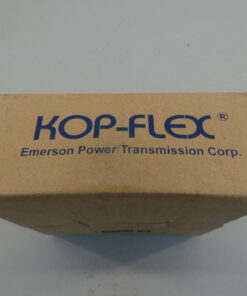 KOP-FLEX®
Emerson Power Transmission Corp.